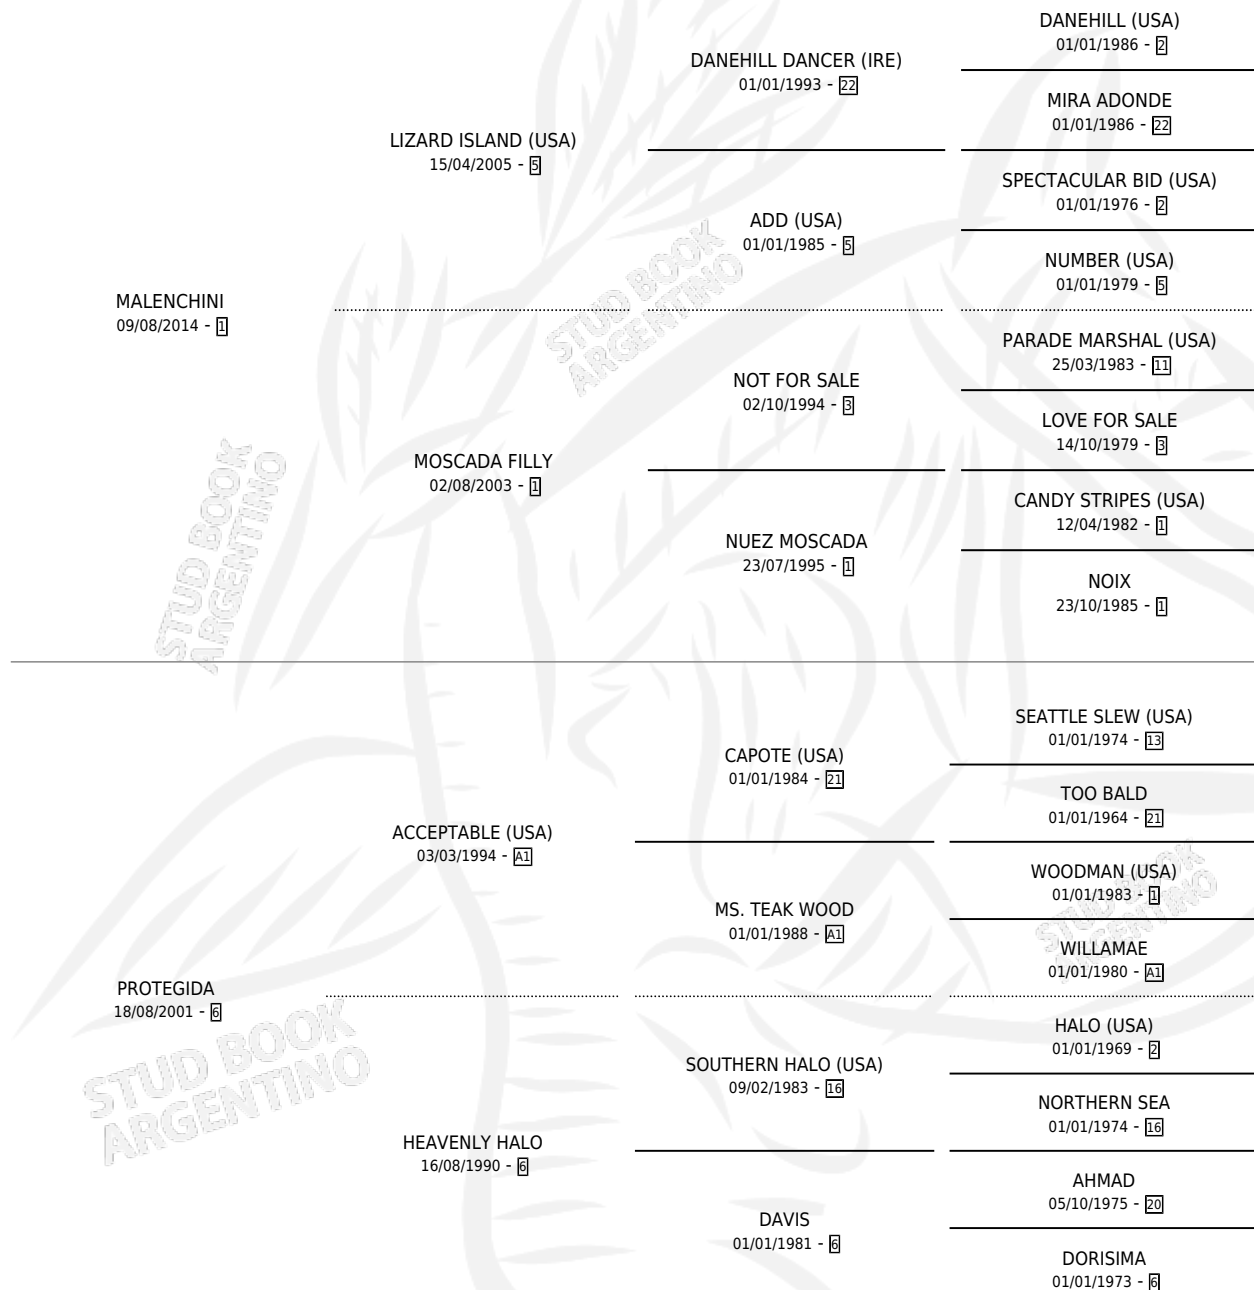 DANEHILL (USA)
01/01/1986 - 2
DANEHILL DANCER (IRE)
01/01/1993 - 22
MIRA ADONDE
01/01/1986 - 22
LIZARD ISLAND (USA)
15/04/2005 - 5
SPECTACULAR BID (USA)
01/01/1976 - 2
ADD (USA)
01/01/1985 - 5
NUMBER (USA)
01/01/1979 - 5
MALENCHINI
09/08/2014 - 1
PARADE MARSHAL (USA)
25/03/1983 - 11
NOT FOR SALE
02/10/1994 - 3
LOVE FOR SALE
14/10/1979 - 3
MOSCADA FILLY
02/08/2003 - 1
CANDY STRIPES (USA)
12/04/1982 - 1
NUEZ MOSCADA
23/07/1995 - 1
NOIX
23/10/1985 - 1
SEATTLE SLEW (USA)
01/01/1974 - 13
CAPOTE (USA)
01/01/1984 - 21
TOO BALD
01/01/1964 - 21
ACCEPTABLE (USA)
03/03/1994 - A1
WOODMAN (USA)
01/01/1983 - 1
MS. TEAK WOOD
01/01/1988 - A1
WILLAMAE
01/01/1980 - A1
PROTEGIDA
18/08/2001 - 6
HALO (USA)
01/01/1969 - 2
SOUTHERN HALO (USA)
09/02/1983 - 16
NORTHERN SEA
01/01/1974 - 16
HEAVENLY HALO
16/08/1990 - 6
AHMAD
05/10/1975 - 20
DAVIS
01/01/1981 - 6
DORISIMA
01/01/1973 - 6
STUD BOOK
ARGENTINO
STUD BOOK
ARGENTINO
STUD BOOK
ARGENTINO
STUD BOOK
ARGENTINO